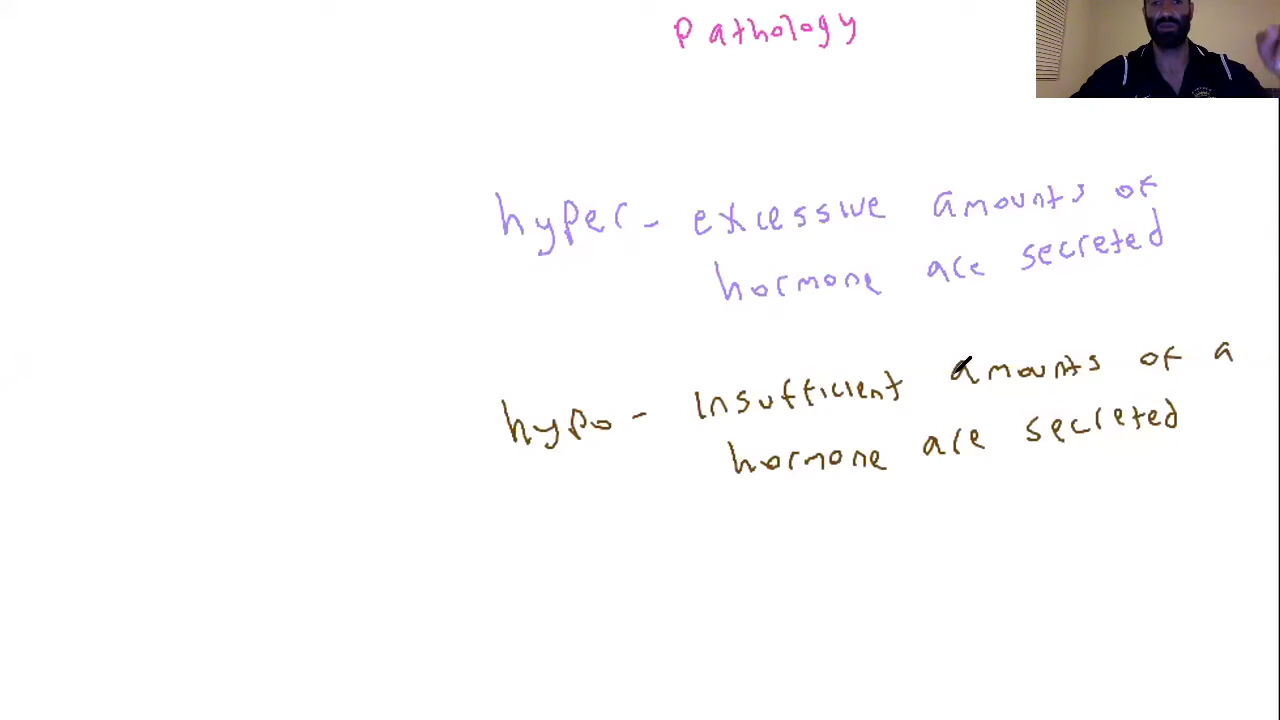 Pathology
hyper - excessive amounts of
hormone are secreted
hypo - insufficient amounts of a
hormone are secreted